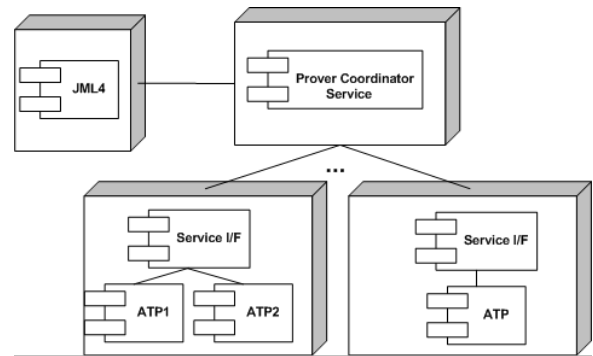 JML4
Prover Coordinator
Service
...
Service I/F
Service I/F
ATP1
ATP2
ATP